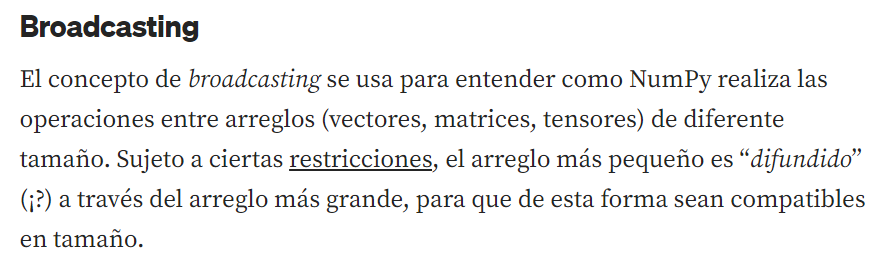 Broadcasting
El concepto de broadcasting se usa para entender como NumPy realiza las
operaciones entre arreglos (vectores, matrices, tensores) de diferente
tamaño. Sujeto a ciertas restricciones, el arreglo más pequeño es “difundido”
(¡?) a través del arreglo más grande, para que de esta forma sean compatibles
en tamaño.